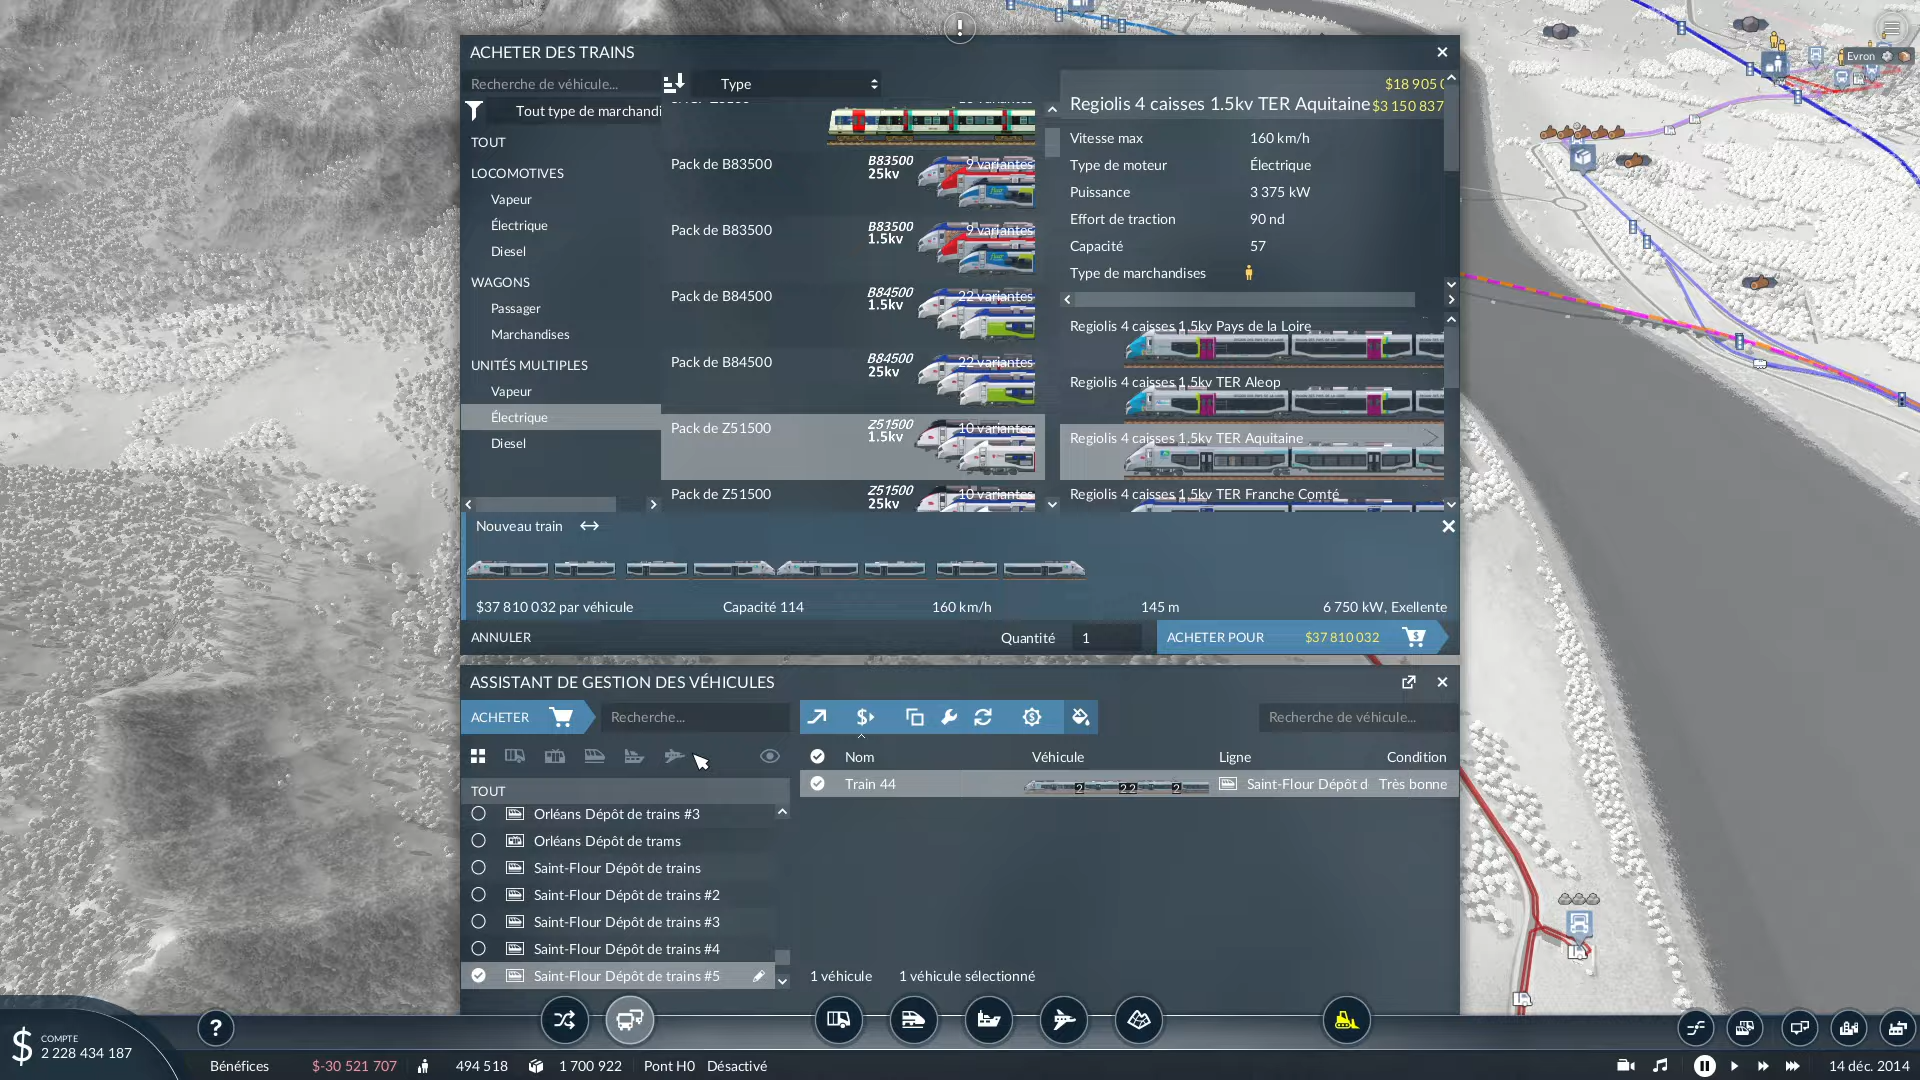 ACHETER DES TRAINS
Recherche de véhicule...
Type
Tout type de marchandi
TOUT
LOCOMOTIVES
Vapeur
Électrique
Diesel
WAGONS
Passager
Marchandises
UNITÉS MULTIPLES
Vapeur
Électrique
Diesel
Pack de B83500
B83500
25kv
9 variantes
Pack de B83500
B83500
1.5kv
9 variantes
Pack de B84500
B84500
1.5kv
22 variantes
Pack de B84500
B84500
25kv
22 variantes
Pack de Z51500
Z51500
1.5kv
10 variantes
Pack de Z51500
Z51500
25kv
10 variantes
$18 905 0
Regiolis 4 caisses 1.5kv TER Aquitaine
$3 150 837
Vitesse max 160 km/h
Type de moteur Électrique
Puissance 3 375 kW
Effort de traction 90 nd
Capacité 57
Type de marchandises
Regiolis 4 caisses 1.5kv Pays de la Loire
Regiolis 4 caisses 1.5kv TER Aleop
Regiolis 4 caisses 1.5kv TER Aquitaine
Regiolis 4 caisses 1.5kv TER Franche Comté
Nouveau train
$37 810 032 par véhicule Capacité 114 160 km/h 145 m 6 750 kW, Exellente
ANNULER Quantité 1 ACHETER POUR $37 810 032
ASSISTANT DE GESTION DES VÉHICULES
ACHETER
Recherche...
Recherche de véhicule...
Nom Véhicule Ligne Condition
Train 44 2 2 2 2 Saint-Flour Dépôt d Très bonne
TOUT
Orléans Dépôt de trains #3
Orléans Dépôt de trams
Saint-Flour Dépôt de trains
Saint-Flour Dépôt de trains #2
Saint-Flour Dépôt de trains #3
Saint-Flour Dépôt de trains #4
Saint-Flour Dépôt de trains #5
1 véhicule 1 véhicule sélectionné
Evron
COMPTE
2 228 434 187
Bénéfices $-30 521 707 494 518 1 700 922 Pont H0 Désactivé
14 déc. 2014